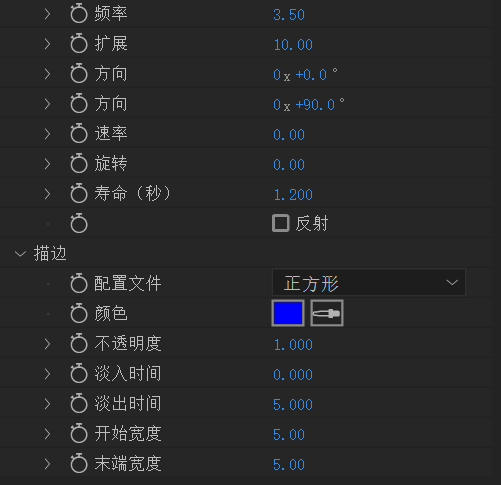 频率 3.50
扩展 10.00
方向 0x+0.0°
方向 0x+90.0°
速率 0.00
旋转 0.00
寿命（秒） 1.200
反射
描边
配置文件 正方形
颜色
不透明度 1.000
淡入时间 0.000
淡出时间 5.000
开始宽度 5.00
末端宽度 5.00